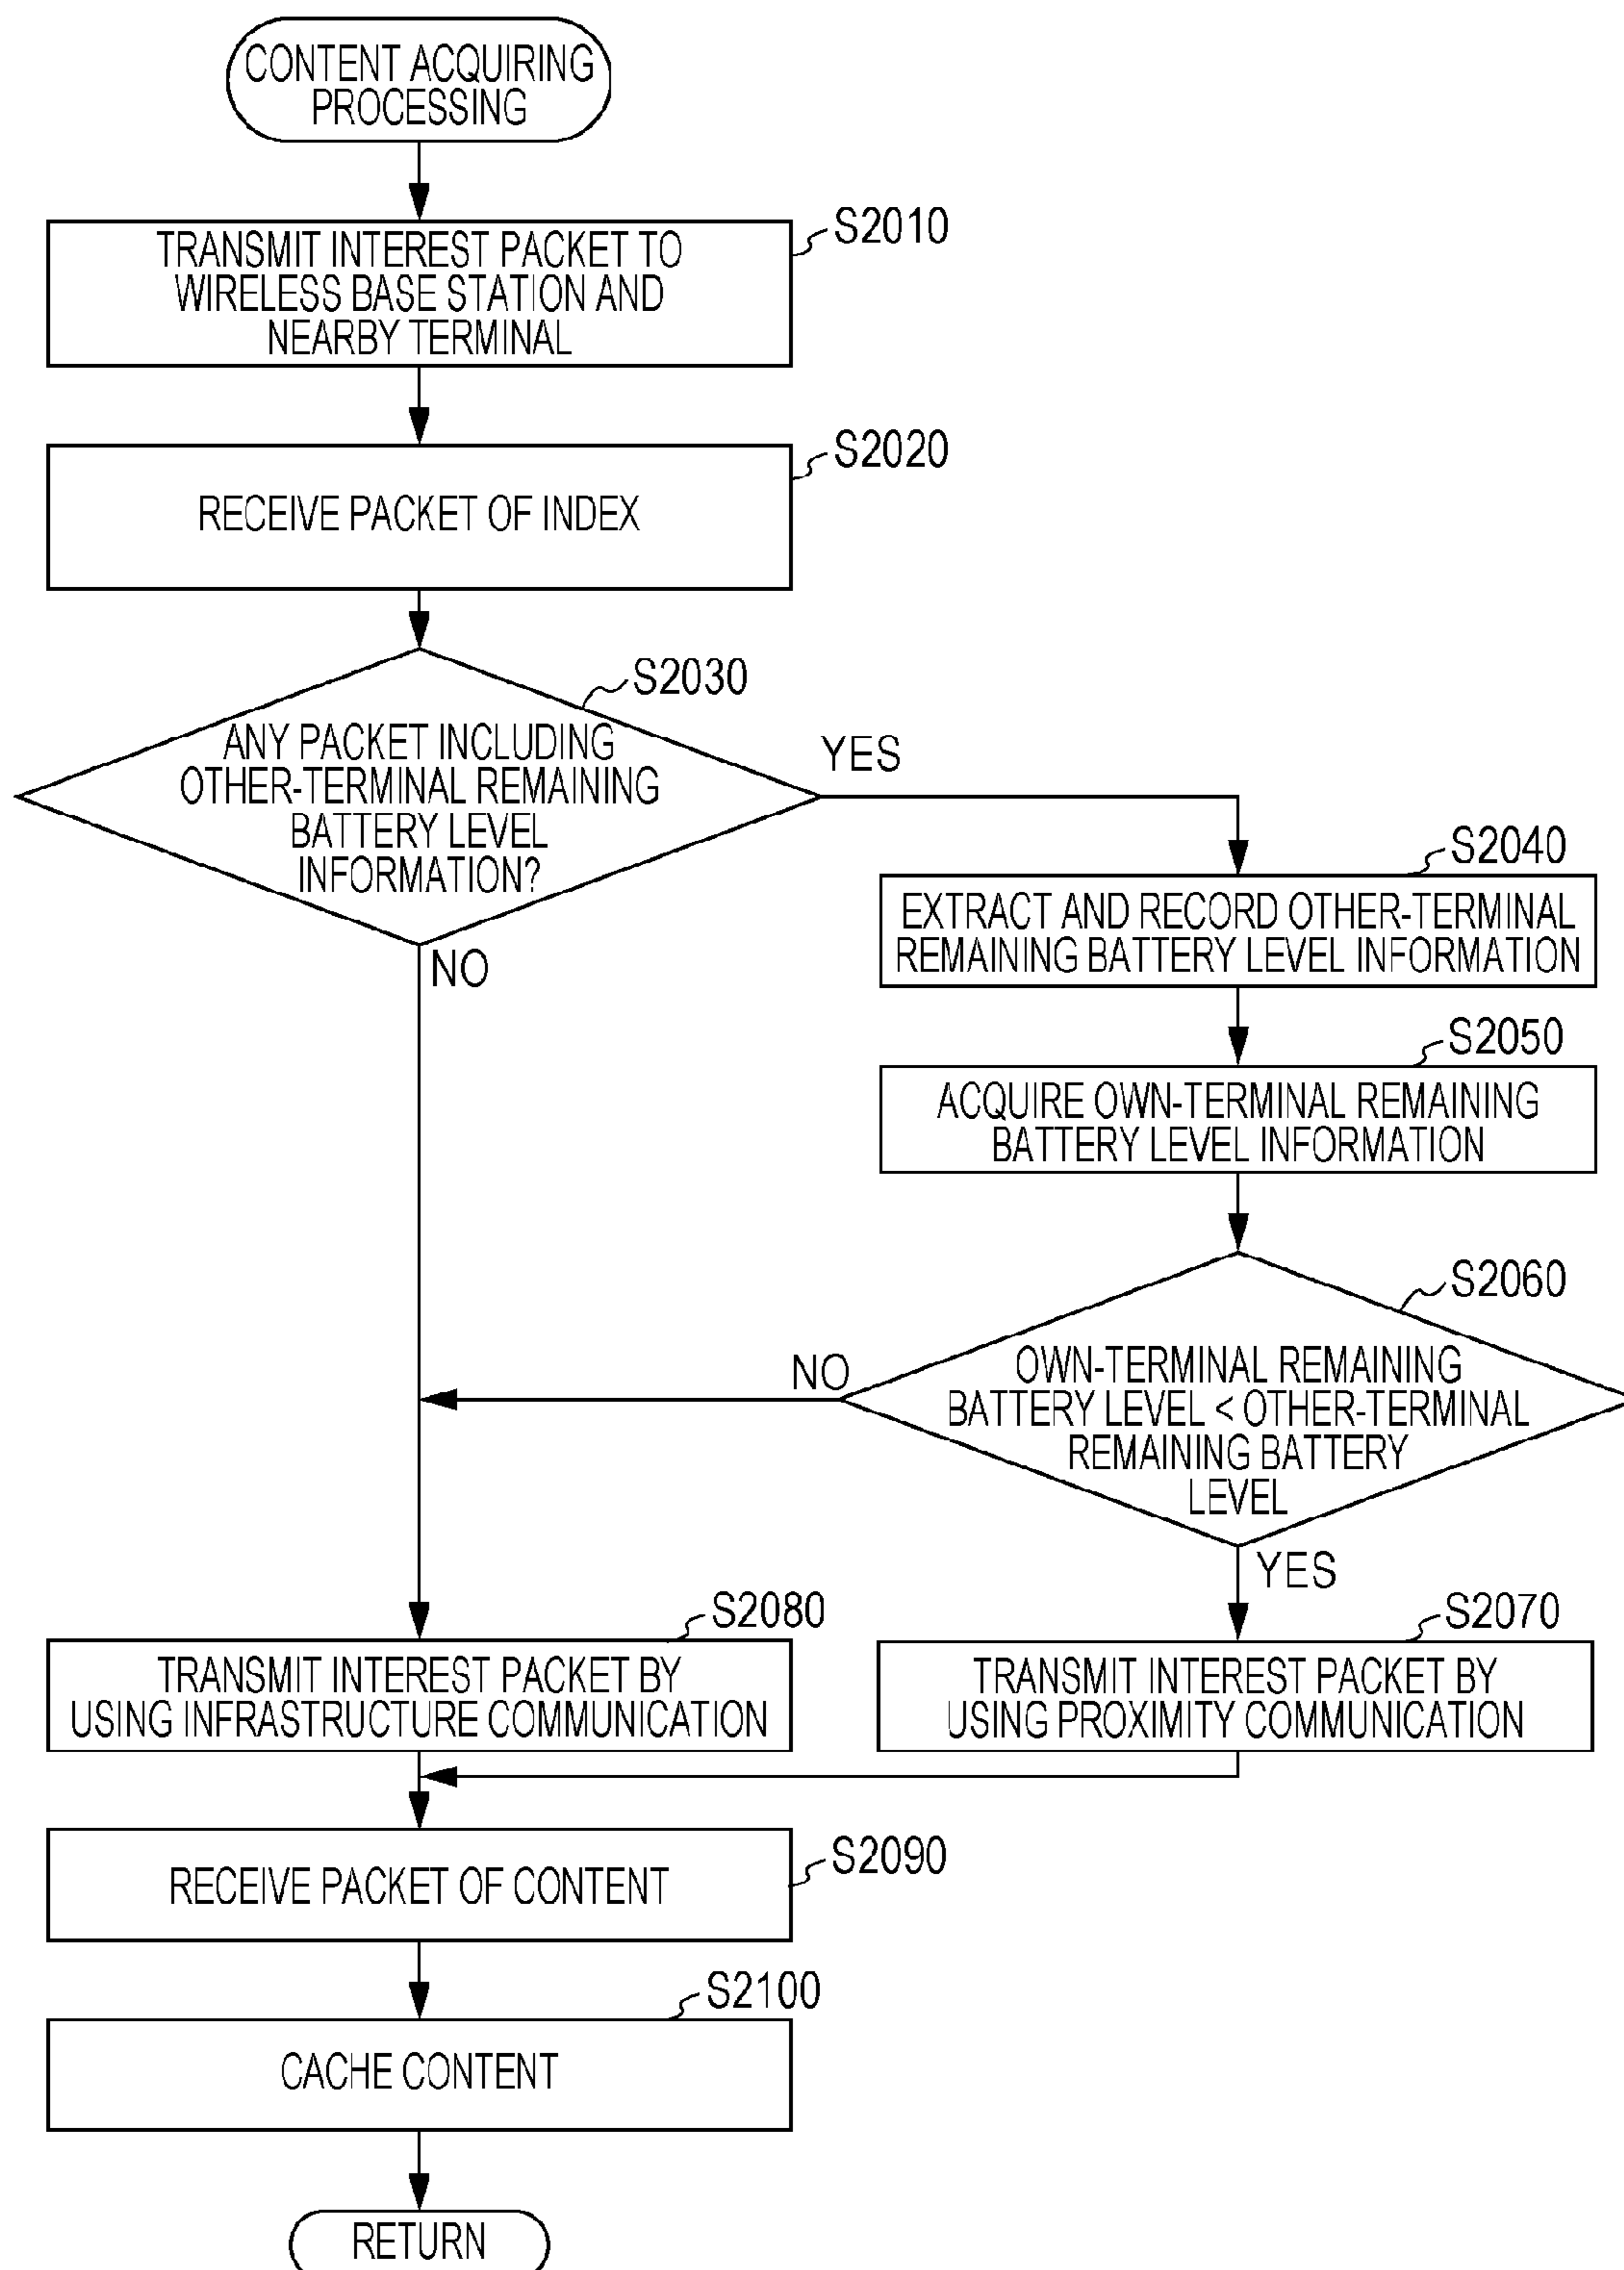 CONTENT ACQUIRING
PROCESSING
S2010
TRANSMIT INTEREST PACKET TO
WIRELESS BASE STATION AND
NEARBY TERMINAL
S2020
RECEIVE PACKET OF INDEX
S2030
ANY PACKET INCLUDING
OTHER-TERMINAL REMAINING
BATTERY LEVEL
INFORMATION?
YES
NO
S2040
EXTRACT AND RECORD OTHER-TERMINAL
REMAINING BATTERY LEVEL INFORMATION
S2050
ACQUIRE OWN-TERMINAL REMAINING
BATTERY LEVEL INFORMATION
S2060
OWN-TERMINAL REMAINING
BATTERY LEVEL < OTHER-TERMINAL
REMAINING BATTERY
LEVEL
NO
YES
S2080
TRANSMIT INTEREST PACKET BY
USING INFRASTRUCTURE COMMUNICATION
S2070
TRANSMIT INTEREST PACKET BY
USING PROXIMITY COMMUNICATION
S2090
RECEIVE PACKET OF CONTENT
S2100
CACHE CONTENT
RETURN